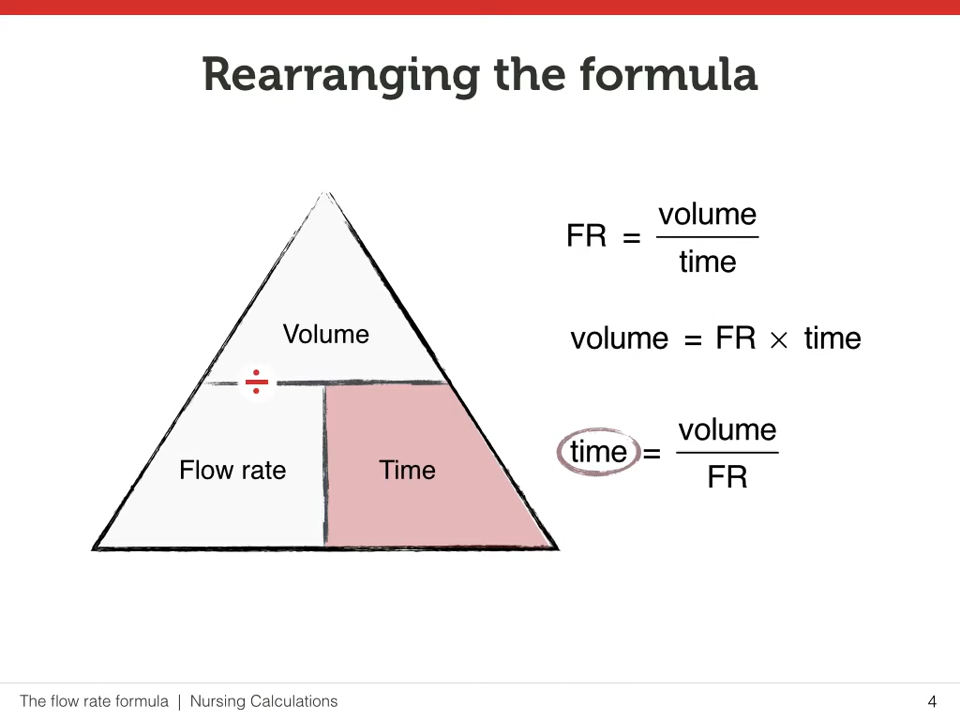 Rearranging the formula
Volume
÷
Flow rate
Time
FR = volume / time
volume = FR × time
time = volume / FR
The flow rate formula | Nursing Calculations
4